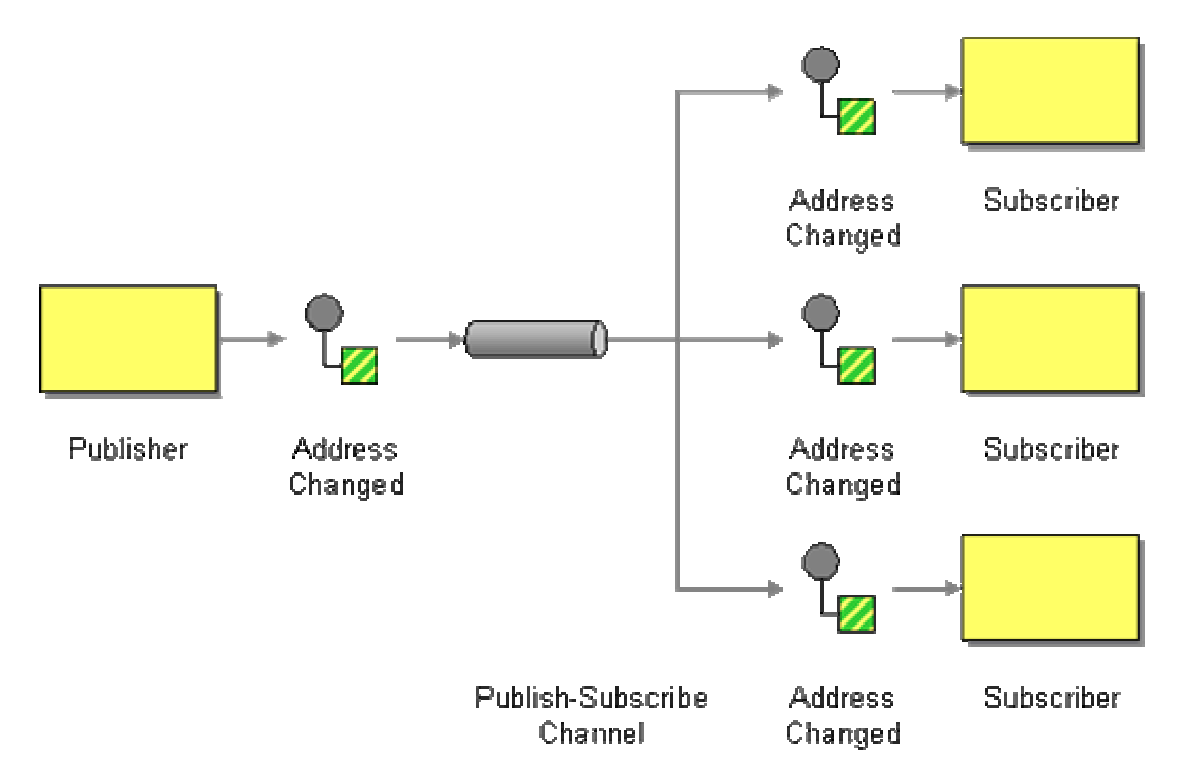 Address
Changed
Subscriber
Publisher
Address
Changed
Address
Changed
Subscriber
Publish-Subscribe
Channel
Address
Changed
Subscriber